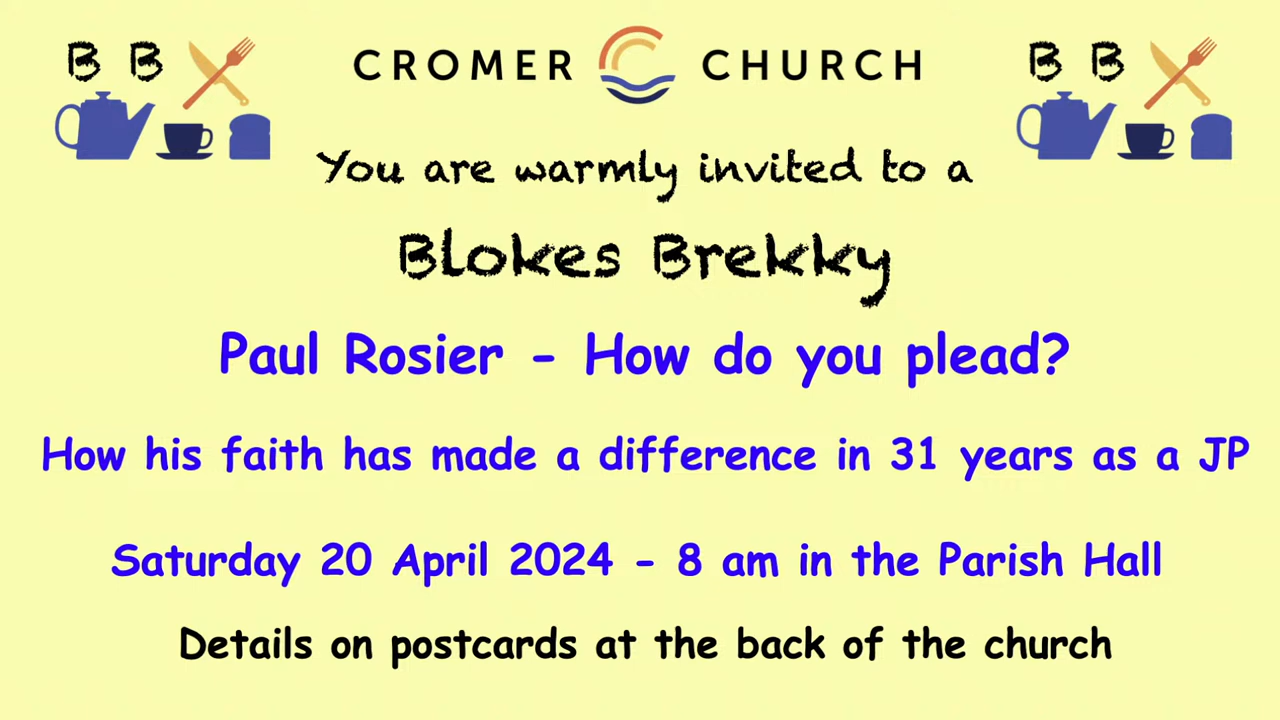 B B
CROMER CHURCH
B B
You are warmly invited to a
Blokes Brekky
Paul Rosier - How do you plead?
How his faith has made a difference in 31 years as a JP
Saturday 20 April 2024 - 8 am in the Parish Hall
Details on postcards at the back of the church